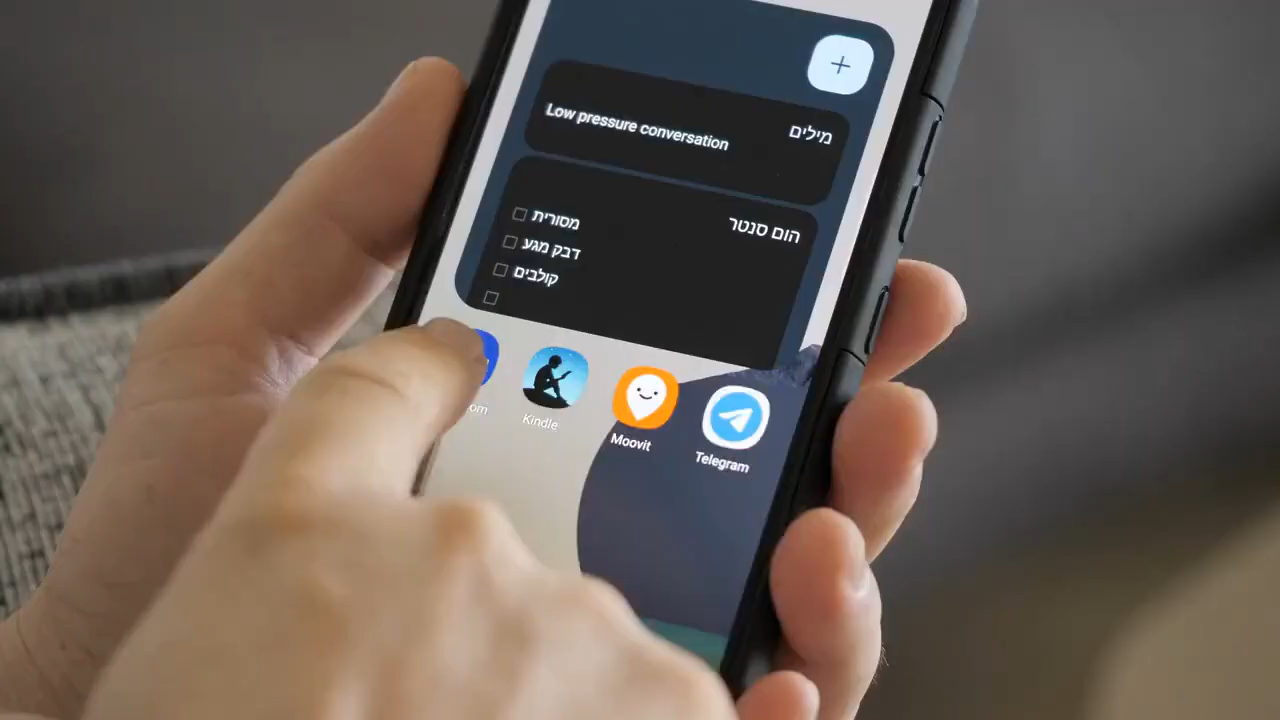 מילים
Low pressure conversation
הום סנטר
מסורית
דבק מגע
קולבים
Kindle
Moovit
Telegram